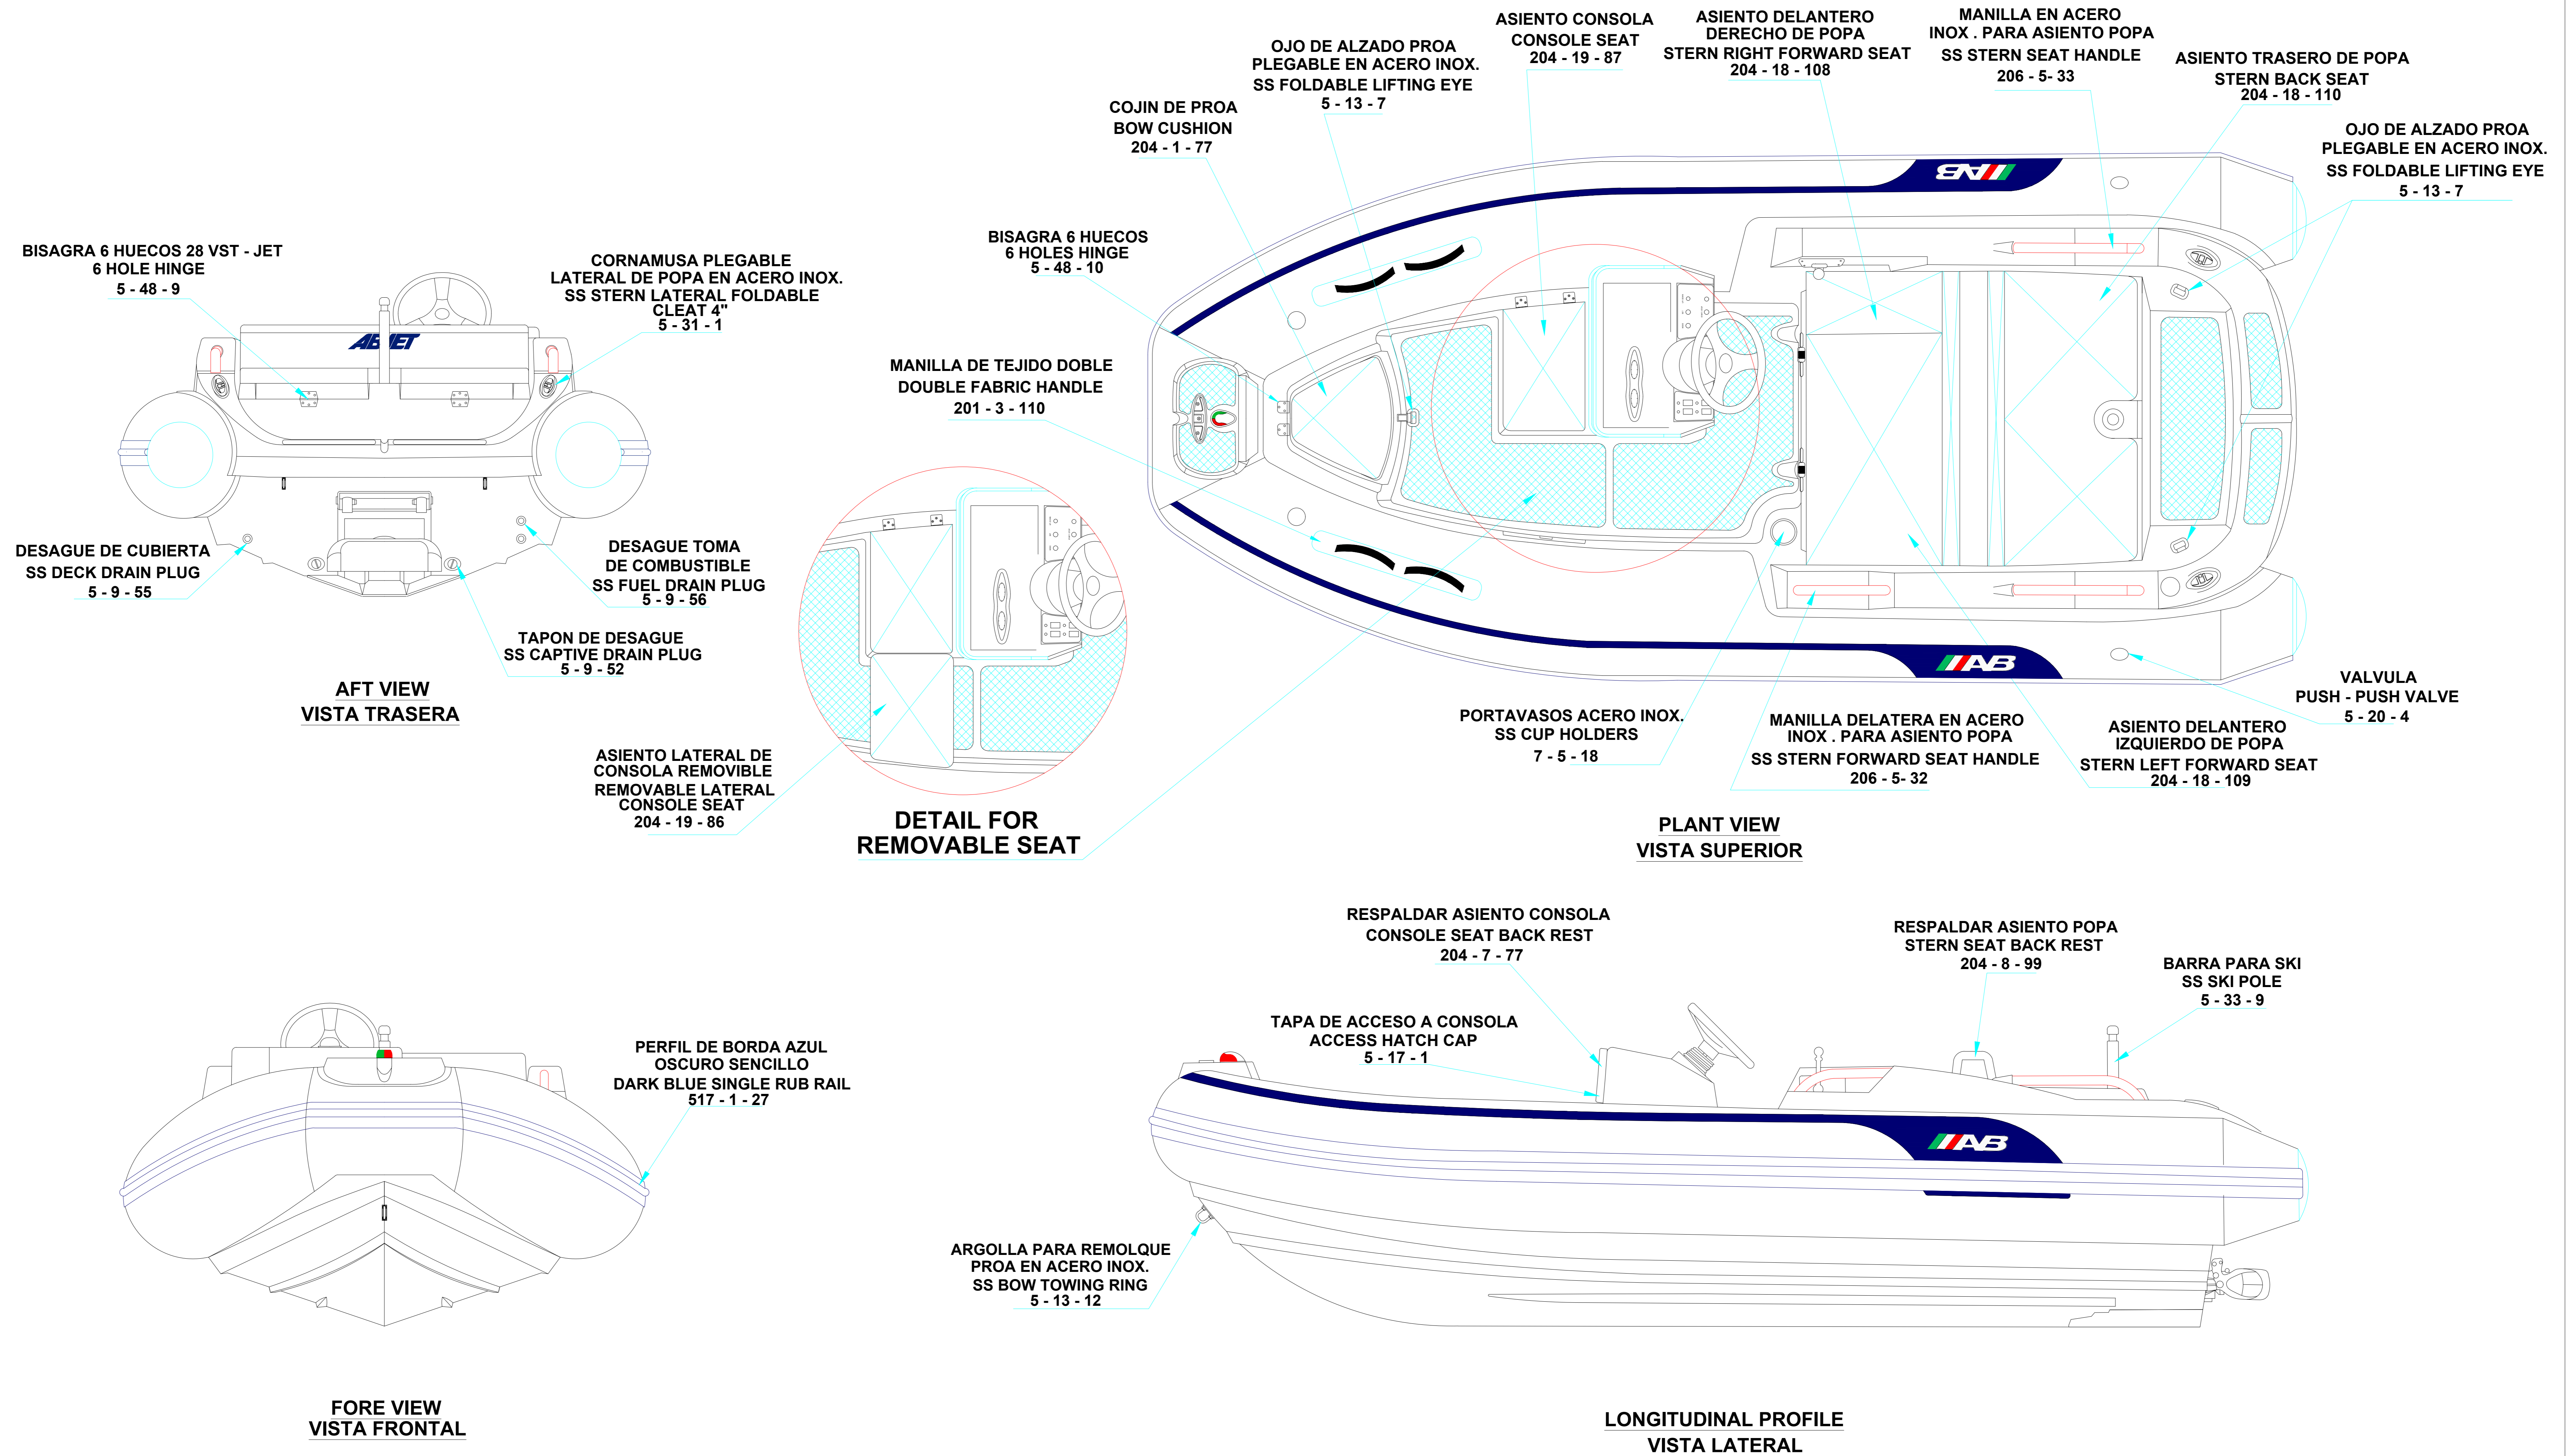 BISAGRA 6 HUECOS 28 VST - JET
6 HOLE HINGE
5 - 48 - 9
CORNAMUSA PLEGABLE
LATERAL DE POPA EN ACERO INOX.
SS STERN LATERAL FOLDABLE
CLEAT 4"
5 - 31 - 1
ABJET
DESAGUE DE CUBIERTA
SS DECK DRAIN PLUG
5 - 9 - 55
DESAGUE TOMA
DE COMBUSTIBLE
SS FUEL DRAIN PLUG
5 - 9 - 56
TAPON DE DESAGUE
SS CAPTIVE DRAIN PLUG
5 - 9 - 52
AFT VIEW
VISTA TRASERA
ASIENTO CONSOLA
CONSOLE SEAT
204 - 19 - 87
ASIENTO DELANTERO
DERECHO DE POPA
STERN RIGHT FORWARD SEAT
204 - 18 - 108
MANILLA EN ACERO
INOX . PARA ASIENTO POPA
SS STERN SEAT HANDLE
206 - 5- 33
ASIENTO TRASERO DE POPA
STERN BACK SEAT
204 - 18 - 110
OJO DE ALZADO PROA
PLEGABLE EN ACERO INOX.
SS FOLDABLE LIFTING EYE
5 - 13 - 7
OJO DE ALZADO PROA
PLEGABLE EN ACERO INOX.
SS FOLDABLE LIFTING EYE
5 - 13 - 7
COJIN DE PROA
BOW CUSHION
204 - 1 - 77
BISAGRA 6 HUECOS
6 HOLES HINGE
5 - 48 - 10
MANILLA DE TEJIDO DOBLE
DOUBLE FABRIC HANDLE
201 - 3 - 110
AB
AB
ASIENTO LATERAL DE
CONSOLA REMOVIBLE
REMOVABLE LATERAL
CONSOLE SEAT
204 - 19 - 86
DETAIL FOR
REMOVABLE SEAT
PORTAVASOS ACERO INOX.
SS CUP HOLDERS
7 - 5 - 18
MANILLA DELATERA EN ACERO
INOX . PARA ASIENTO POPA
SS STERN FORWARD SEAT HANDLE
206 - 5- 32
ASIENTO DELANTERO
IZQUIERDO DE POPA
STERN LEFT FORWARD SEAT
204 - 18 - 109
VALVULA
PUSH - PUSH VALVE
5 - 20 - 4
PLANT VIEW
VISTA SUPERIOR
PERFIL DE BORDA AZUL
OSCURO SENCILLO
DARK BLUE SINGLE RUB RAIL
517 - 1 - 27
FORE VIEW
VISTA FRONTAL
RESPALDAR ASIENTO CONSOLA
CONSOLE SEAT BACK REST
204 - 7 - 77
RESPALDAR ASIENTO POPA
STERN SEAT BACK REST
204 - 8 - 99
BARRA PARA SKI
SS SKI POLE
5 - 33 - 9
TAPA DE ACCESO A CONSOLA
ACCESS HATCH CAP
5 - 17 - 1
AB
ARGOLLA PARA REMOLQUE
PROA EN ACERO INOX.
SS BOW TOWING RING
5 - 13 - 12
LONGITUDINAL PROFILE
VISTA LATERAL